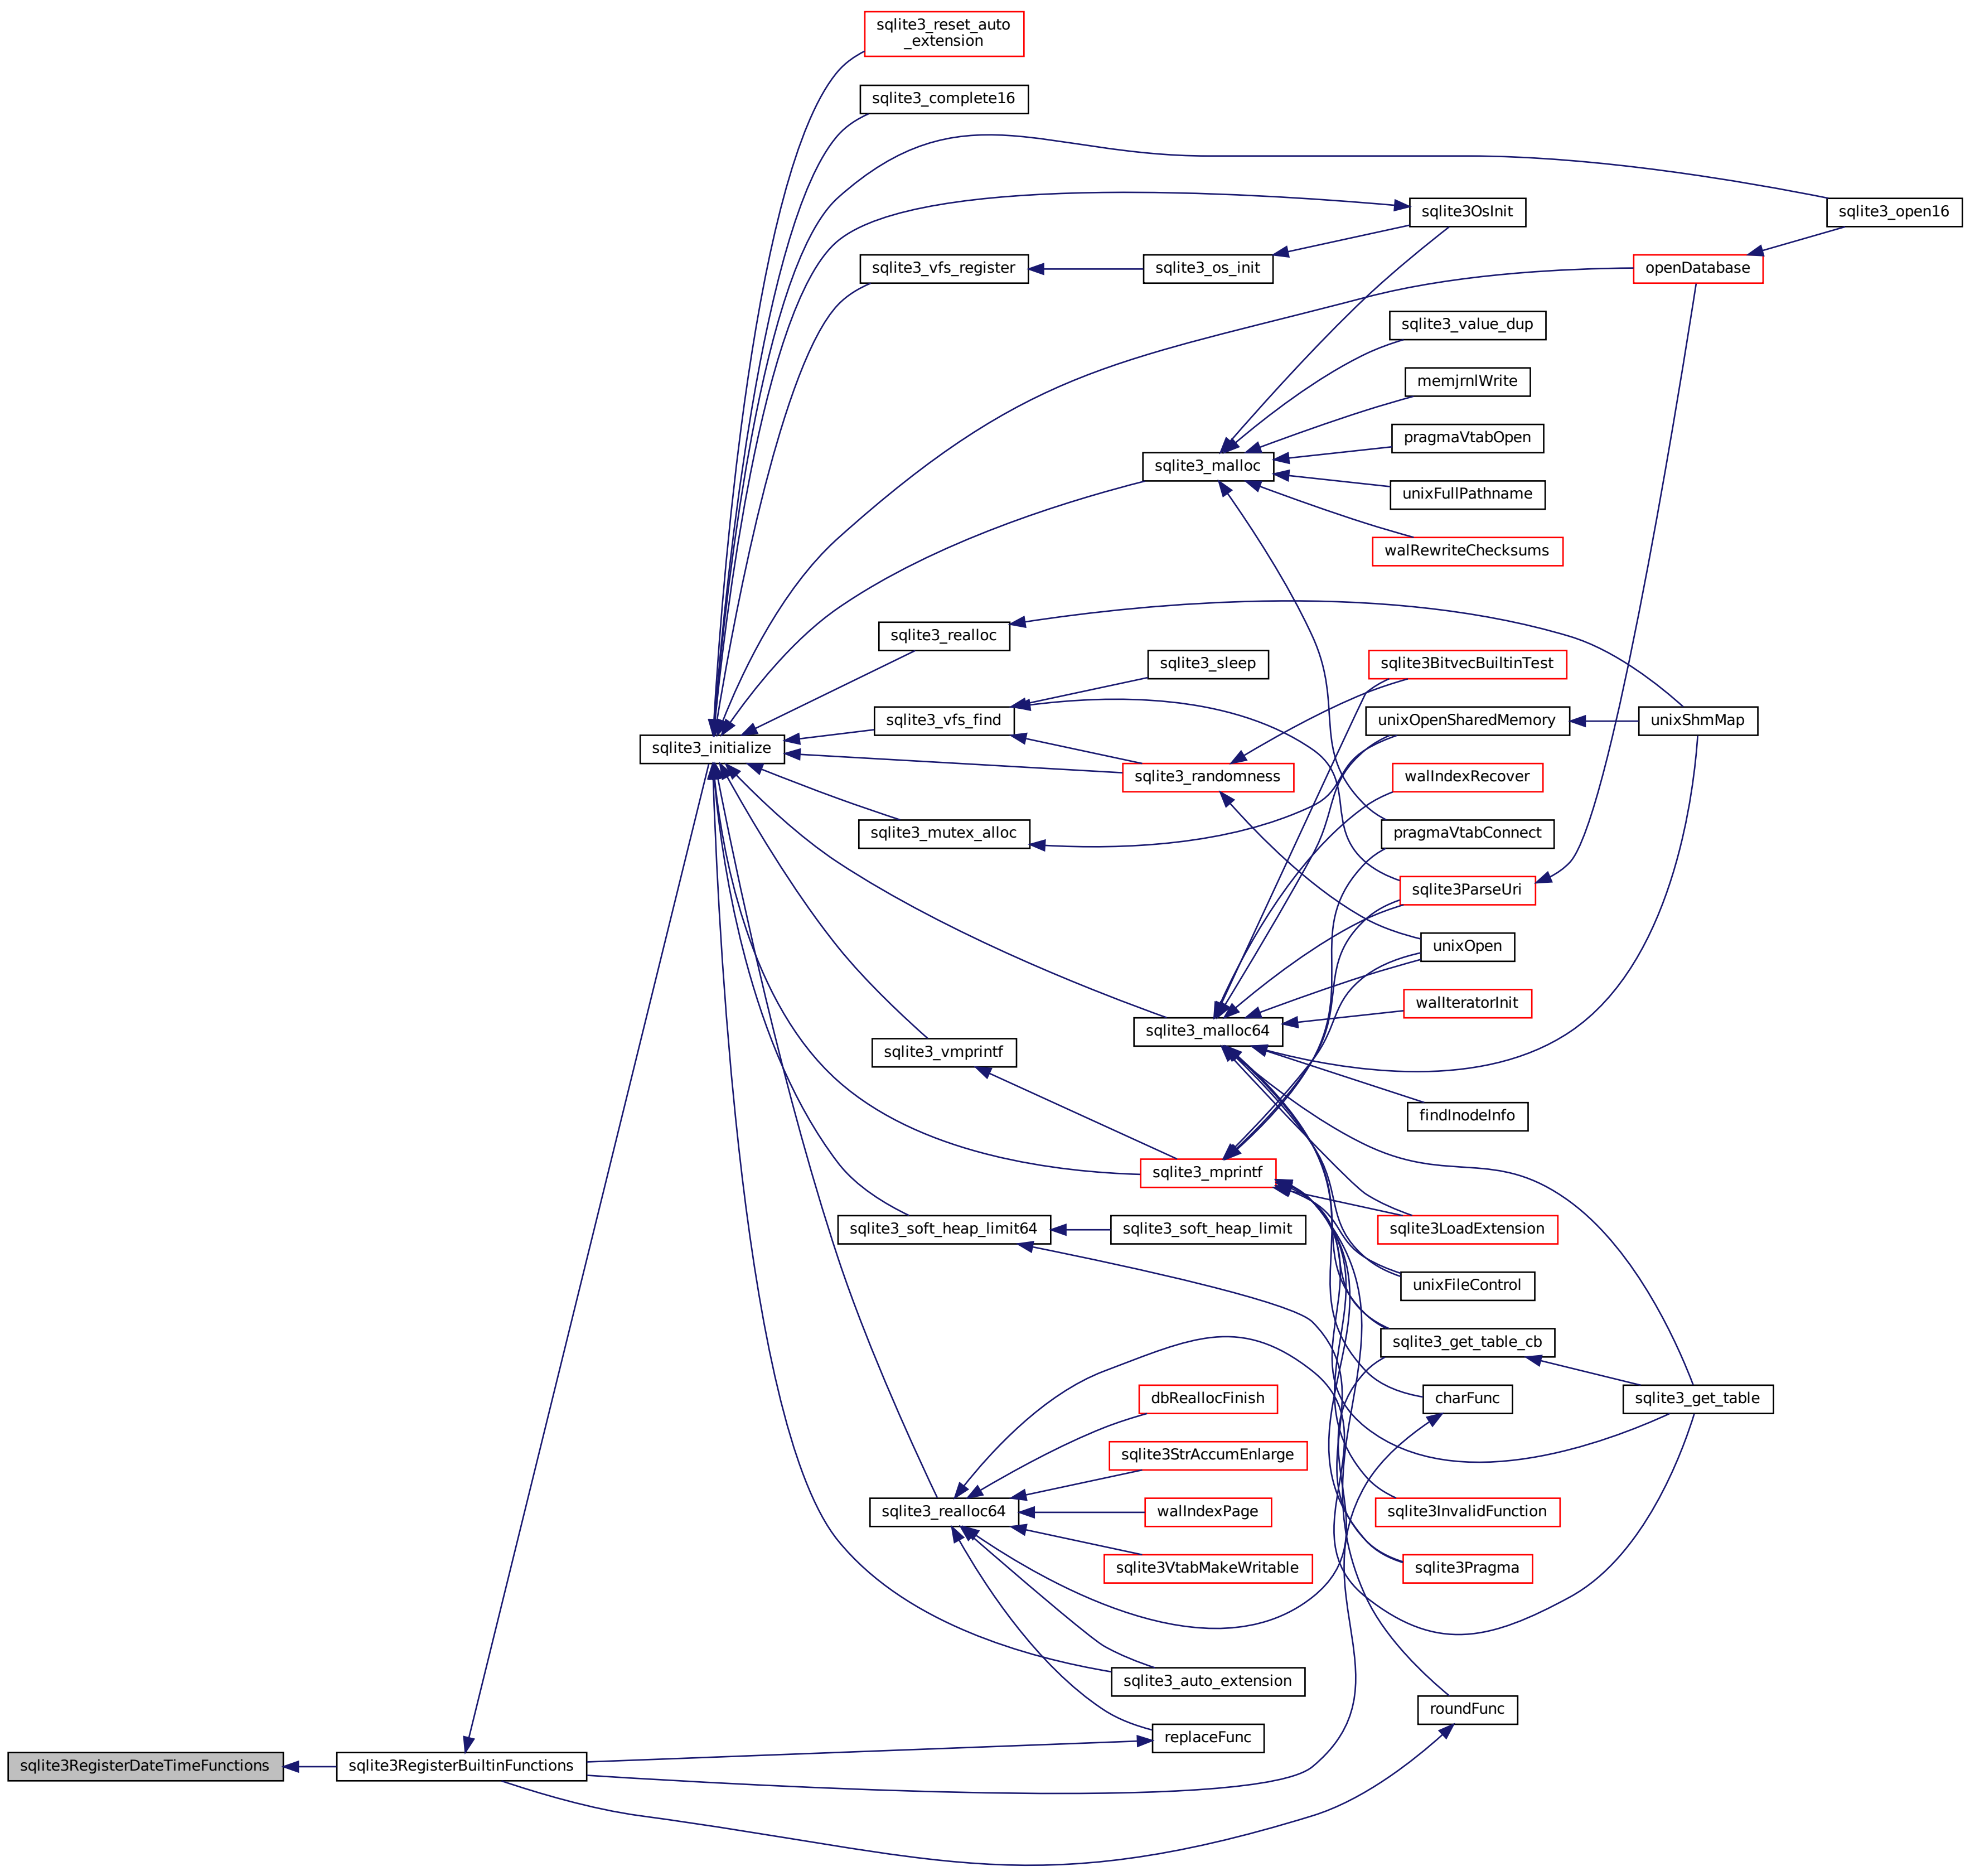 sqlite3_reset_auto
_extension
sqlite3_complete16
sqlite3OsInit
sqlite3_open16
sqlite3_vfs_register
sqlite3_os_init
openDatabase
sqlite3_value_dup
memjrnlWrite
pragmaVtabOpen
sqlite3_malloc
unixFullPathname
walRewriteChecksums
sqlite3_realloc
sqlite3_sleep
sqlite3BitvecBuiltinTest
sqlite3_vfs_find
unixOpenSharedMemory
unixShmMap
sqlite3_initialize
sqlite3_randomness
walIndexRecover
sqlite3_mutex_alloc
pragmaVtabConnect
sqlite3ParseUri
unixOpen
walIteratorInit
sqlite3_malloc64
sqlite3_vmprintf
findInodeInfo
sqlite3_mprintf
sqlite3_soft_heap_limit64
sqlite3_soft_heap_limit
sqlite3LoadExtension
unixFileControl
sqlite3_get_table_cb
dbReallocFinish
charFunc
sqlite3_get_table
sqlite3StrAccumEnlarge
sqlite3_realloc64
walIndexPage
sqlite3InvalidFunction
sqlite3VtabMakeWritable
sqlite3Pragma
sqlite3_auto_extension
roundFunc
replaceFunc
sqlite3RegisterDateTimeFunctions
sqlite3RegisterBuiltinFunctions